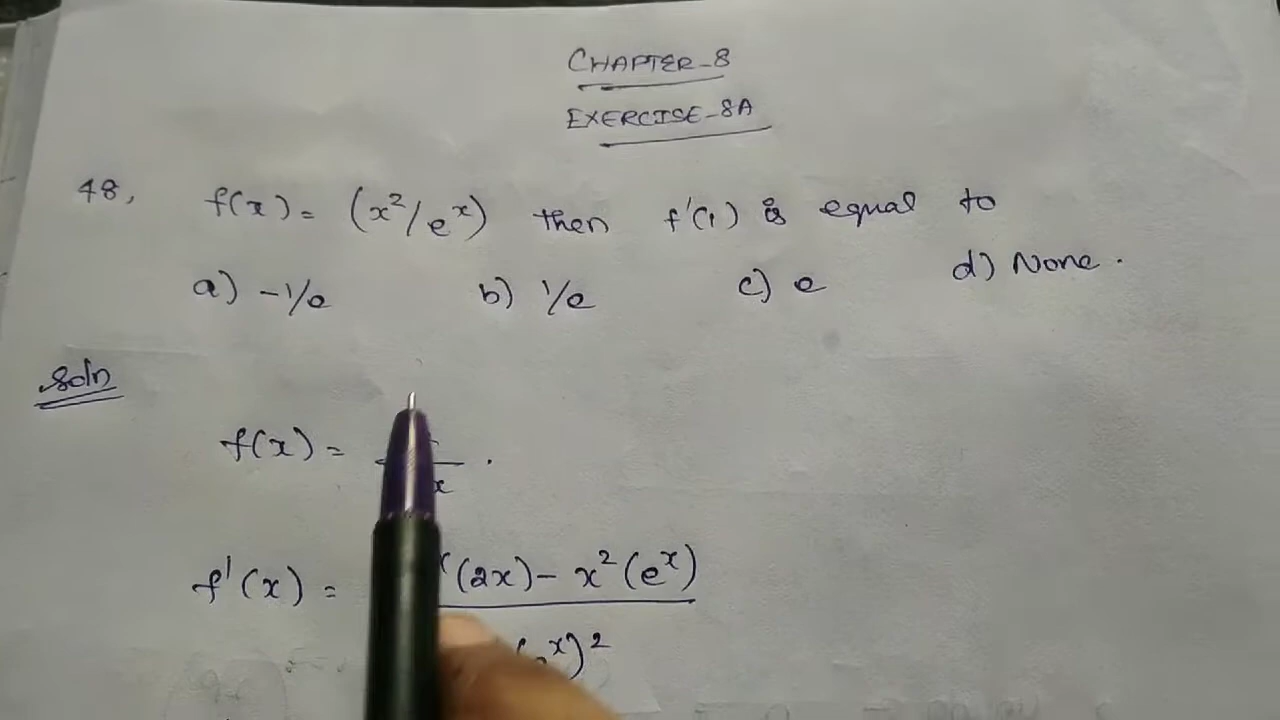 CHAPTER-8
EXERCISE-8A
48, f(x) = (x²/eˣ) then f'(1) is equal to
a) -1/e b) 1/e c) e d) None.
Soln
f(x) = x .
f'(x) = (2x) - x²(eˣ)
x)²